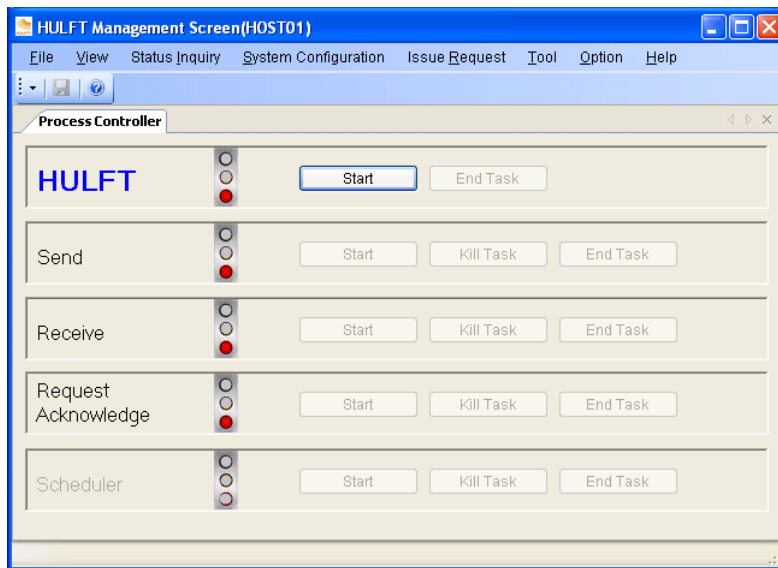 HULFT Management Screen(HOST01)
File View Status Inquiry System Configuration Issue Request Tool Option Help
Process Controller
HULFT Start End Task
Send Start Kill Task End Task
Receive Start Kill Task End Task
Request
Acknowledge Start Kill Task End Task
Scheduler Start Kill Task End Task